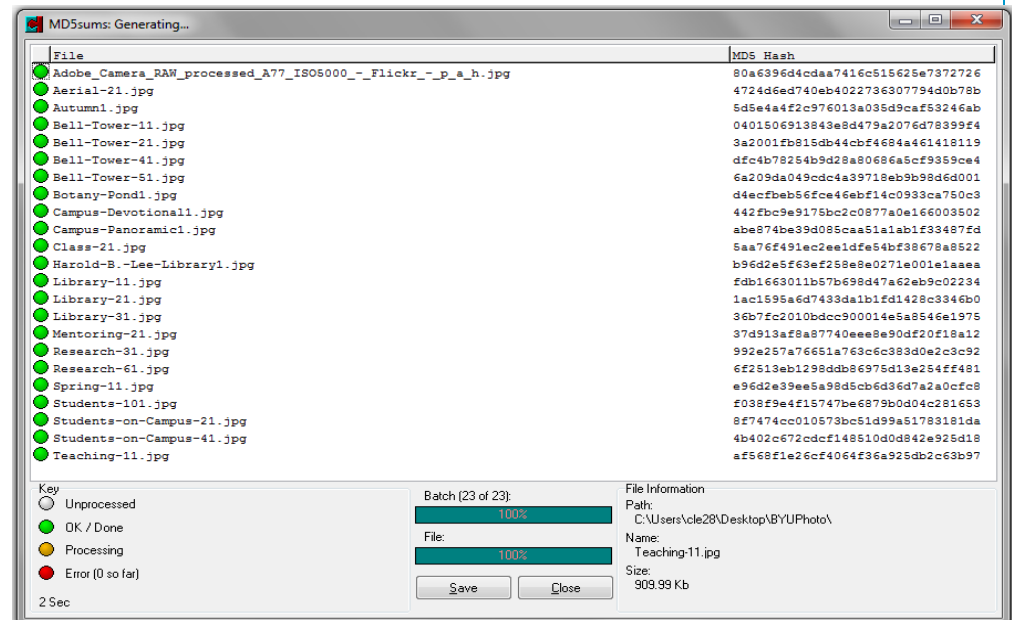 MD5sums: Generating...
File MD5 Hash
Adobe_Camera_RAW_processed_A77_ISO5000_-_Flickr_-_p_a_h.jpg 80a6396d4cdaa7416c515625e7372726
Aerial-21.jpg 4724d6ed740eb4022736307794d0b78b
Autumn1.jpg 5d5e4a4f2c976013a035d9caf53246ab
Bell-Tower-11.jpg 0401506913843e8d479a2076d78399f4
Bell-Tower-21.jpg 3a2001fb815db44cbf4684a461418119
Bell-Tower-41.jpg dfc4b78254b9d28a80686a5cf9359ce4
Bell-Tower-51.jpg 6a209da049cdc4a39718eb9b98d6d001
Botany-Pond1.jpg d4ecfbeb56fce46ebf14c0933ca750c3
Campus-Devotional1.jpg 442fbc9e9175bc2c0877a0e166003502
Campus-Panoramic1.jpg abe874be39d085caa51a1ab1f33487fd
Class-21.jpg 5aa76f491ec2ee1dfe54bf38678a8522
Harold-B.-Lee-Library1.jpg b96d2e5f63ef258e8e0271e001e1aaea
Library-11.jpg fdb1663011b57b698d47a62eb9c02234
Library-21.jpg 1ac1595a6d7433da1b1fd1428c3346b0
Library-31.jpg 36b7fc2010bdcc900014e5a8546e1975
Mentoring-21.jpg 37d913af8a87740eee8e90df20f18a12
Research-31.jpg 992e257a76651a763c6c383d0e2c3c92
Research-61.jpg 6f2513eb1298ddb86975d13e254ff481
Spring-11.jpg e96d2e39ee5a98d5cb6d36d7a2a0cfc8
Students-101.jpg f038f9e4f15747be6879b0d04c281653
Students-on-Campus-21.jpg 8f7474cc010573bc51d99a51783181da
Students-on-Campus-41.jpg 4b402c672cdcf148510d0d842e925d18
Teaching-11.jpg af568f1e26cf4064f36a925db2c63b97
Key
Unprocessed
OK / Done
Processing
Error (0 so far)
2 Sec
Batch (23 of 23):
100%
File:
100%
Save Close
File Information
Path:
C:\Users\cle28\Desktop\BYUPhoto\
Name:
Teaching-11.jpg
Size:
909.99 Kb